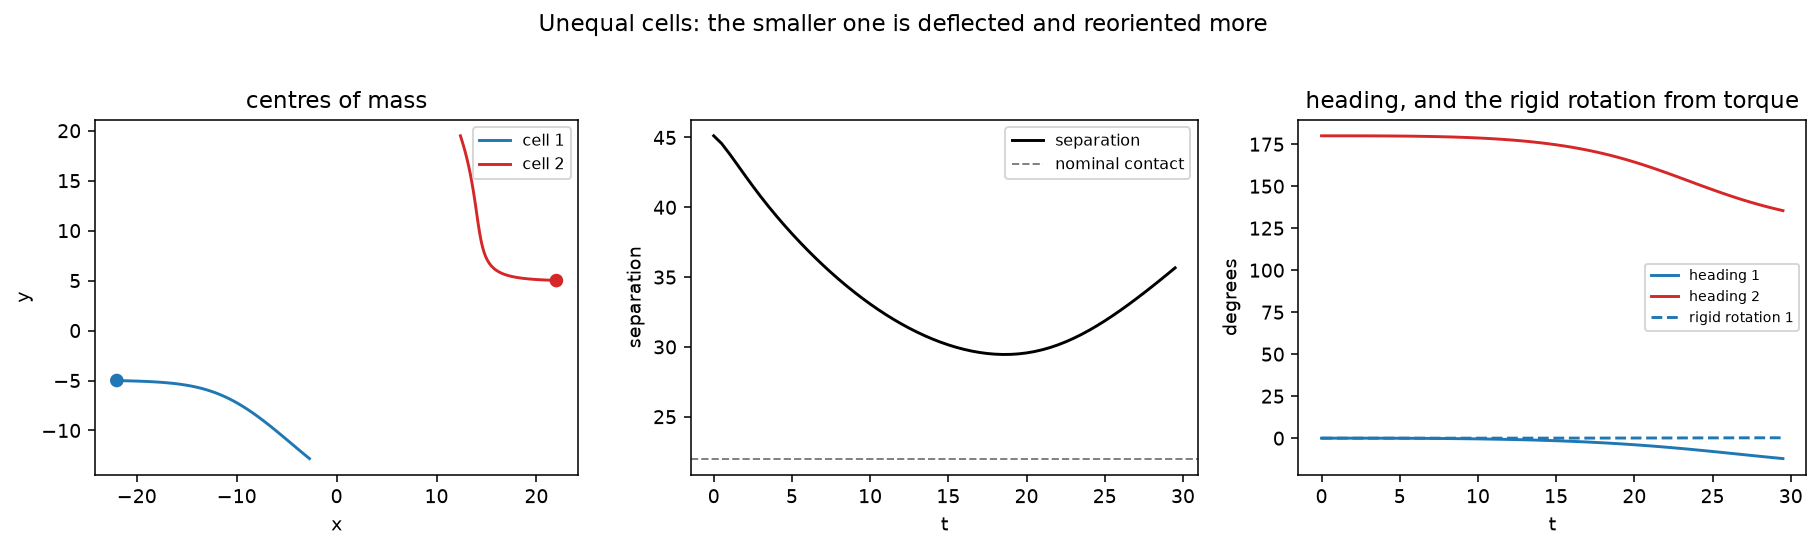 Unequal cells: the smaller one is deflected and reoriented more
centres of mass
20
15
10
5
0
−5
−10
−20
−10
0
10
20
x
y
cell 1
cell 2
45
40
35
30
25
0
5
10
15
20
25
30
t
separation
separation
nominal contact
heading, and the rigid rotation from torque
175
150
125
100
75
50
25
0
0
5
10
15
20
25
30
t
degrees
heading 1
heading 2
rigid rotation 1